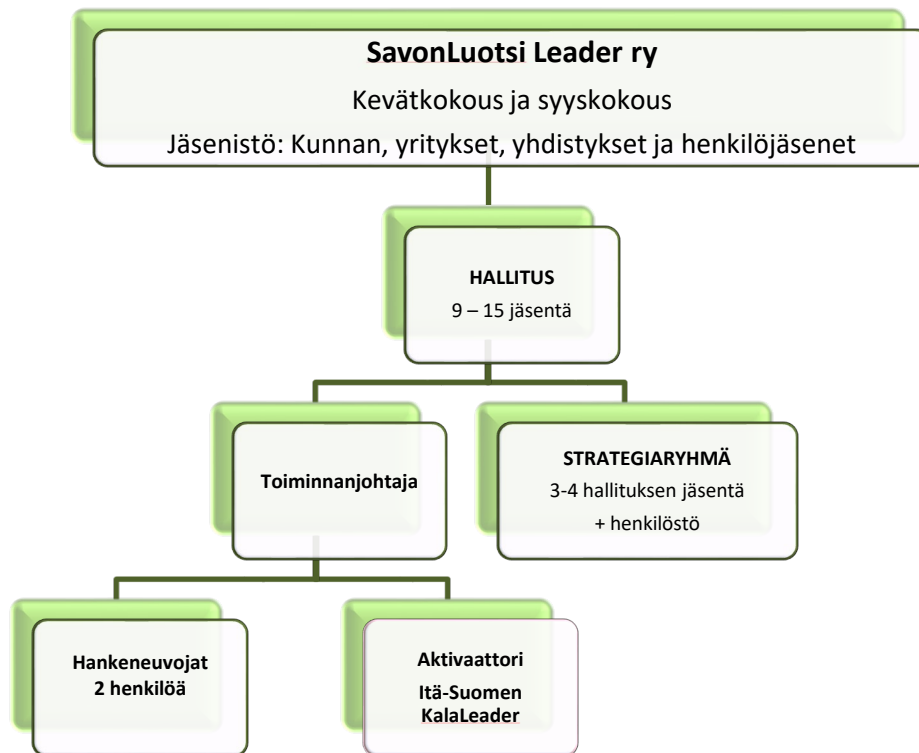 SavonLuotsi Leader ry
Kevätkokous ja syyskokous
Jäsenistö: Kunnan, yritykset, yhdistykset ja henkilöjäsenet
HALLITUS
9 – 15 jäsentä
Toiminnanjohtaja
STRATEGIARYHMÄ
3-4 hallituksen jäsentä
+ henkilöstö
Hankeneuvojat
2 henkilöä
Aktivaattori
Itä-Suomen
KalaLeader